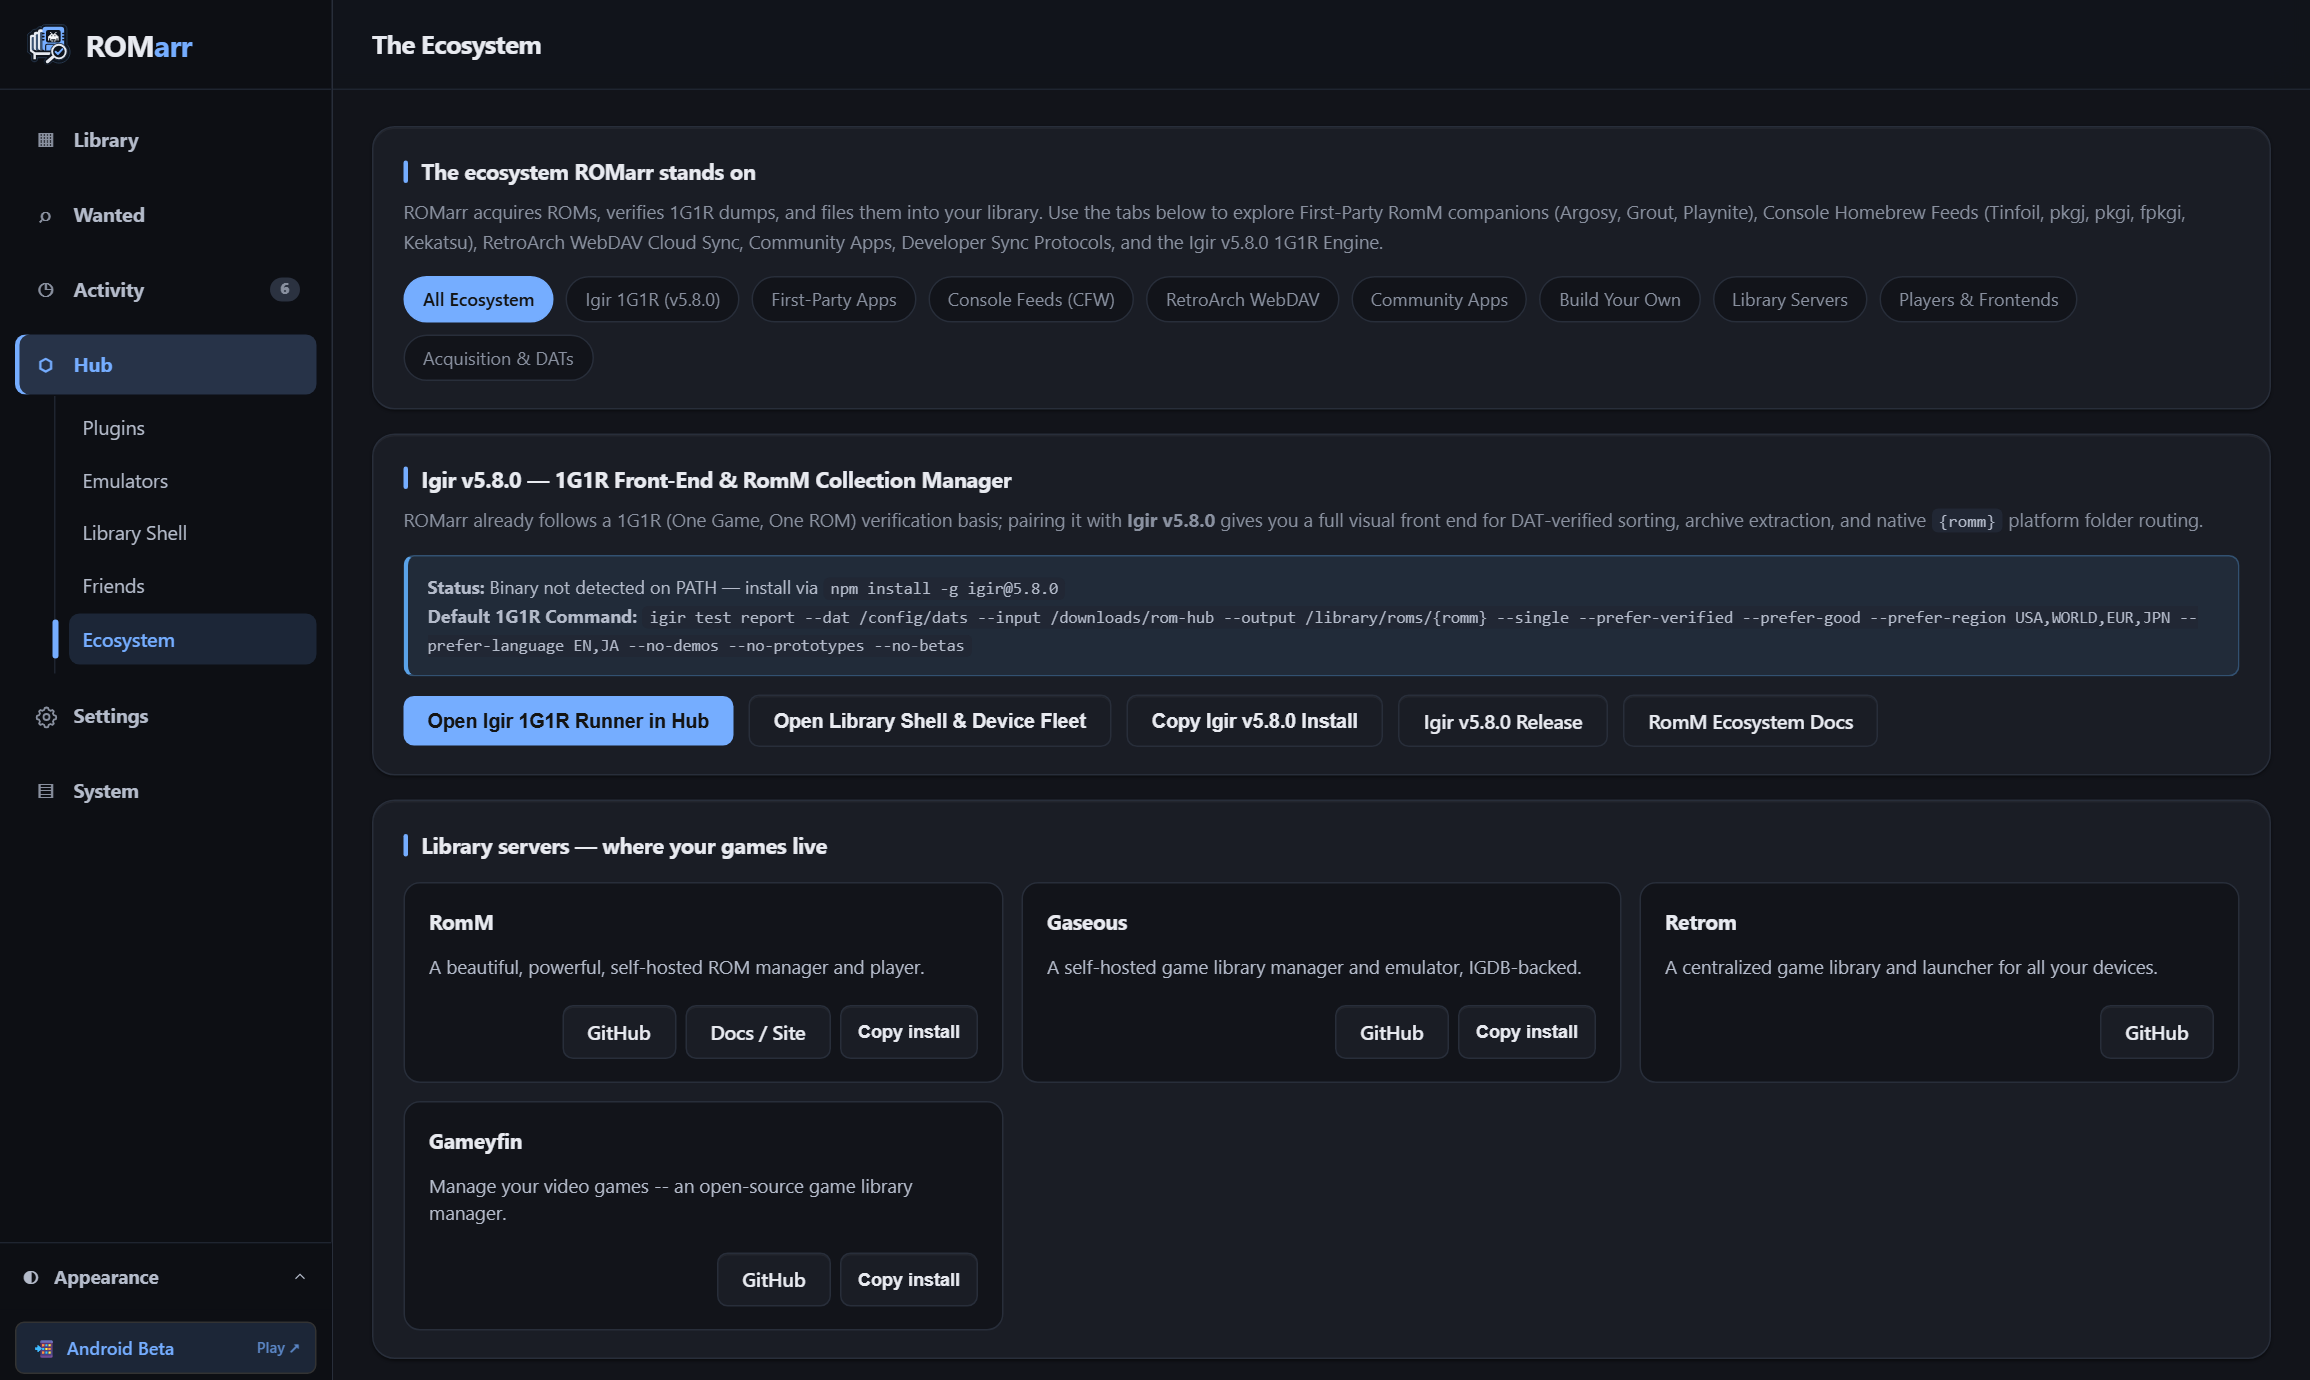 ROMarr
The Ecosystem
Library
Wanted
Activity
6
Hub
Plugins
Emulators
Library Shell
Friends
Ecosystem
Settings
System
Appearance
Android Beta
Play ↗
The ecosystem ROMarr stands on
ROMarr acquires ROMs, verifies 1G1R dumps, and files them into your library. Use the tabs below to explore First-Party RomM companions (Argosy, Grout, Playnite), Console Homebrew Feeds (Tinfoil, pkgj, pkgi, fpkgi,
Kekatsu), RetroArch WebDAV Cloud Sync, Community Apps, Developer Sync Protocols, and the Igir v5.8.0 1G1R Engine.
All Ecosystem
Igir 1G1R (v5.8.0)
First-Party Apps
Console Feeds (CFW)
RetroArch WebDAV
Community Apps
Build Your Own
Library Servers
Players & Frontends
Acquisition & DATs
Igir v5.8.0 — 1G1R Front-End & RomM Collection Manager
ROMarr already follows a 1G1R (One Game, One ROM) verification basis; pairing it with Igir v5.8.0 gives you a full visual front end for DAT-verified sorting, archive extraction, and native {romm} platform folder routing.
Status: Binary not detected on PATH — install via npm install -g igir@5.8.0
Default 1G1R Command: igir test report --dat /config/dats --input /downloads/rom-hub --output /library/roms/{romm} --single --prefer-verified --prefer-good --prefer-region USA,WORLD,EUR,JPN --
prefer-language EN,JA --no-demos --no-prototypes --no-betas
Open Igir 1G1R Runner in Hub
Open Library Shell & Device Fleet
Copy Igir v5.8.0 Install
Igir v5.8.0 Release
RomM Ecosystem Docs
Library servers — where your games live
RomM
A beautiful, powerful, self-hosted ROM manager and player.
GitHub
Docs / Site
Copy install
Gaseous
A self-hosted game library manager and emulator, IGDB-backed.
GitHub
Copy install
Retrom
A centralized game library and launcher for all your devices.
GitHub
Gameyfin
Manage your video games -- an open-source game library
manager.
GitHub
Copy install